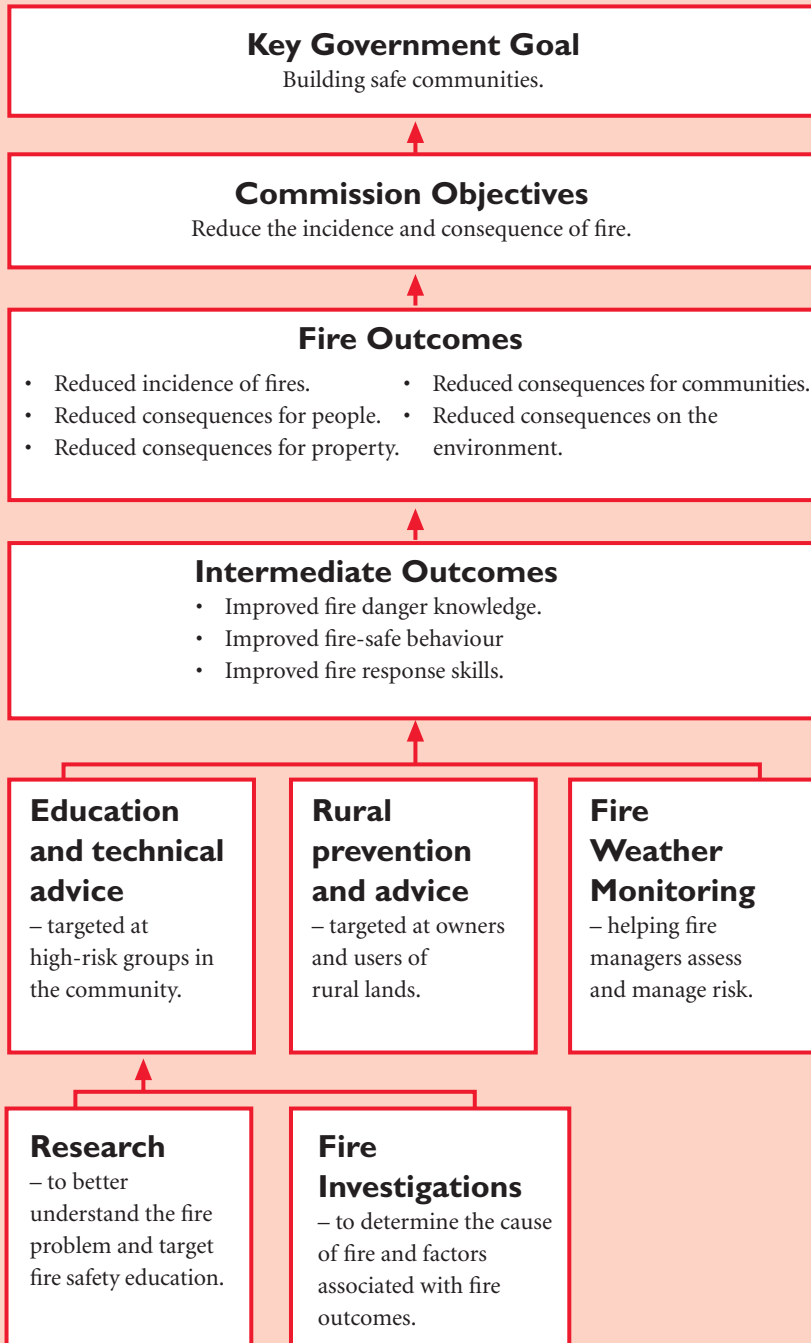 Key Government Goal
Building safe communities.
Commission Objectives
Reduce the incidence and consequence of fire.
Fire Outcomes
• Reduced incidence of fires.
• Reduced consequences for people.
• Reduced consequences for property.
• Reduced consequences for communities.
• Reduced consequences on the
environment.
Intermediate Outcomes
• Improved fire danger knowledge.
• Improved fire-safe behaviour
• Improved fire response skills.
Education
and technical
advice
– targeted at
high-risk groups in
the community.
Rural
prevention
and advice
– targeted at owners
and users of
rural lands.
Fire
Weather
Monitoring
– helping fire
managers assess
and manage risk.
Research
– to better
understand the fire
problem and target
fire safety education.
Fire
Investigations
– to determine the cause
of fire and factors
associated with fire
outcomes.